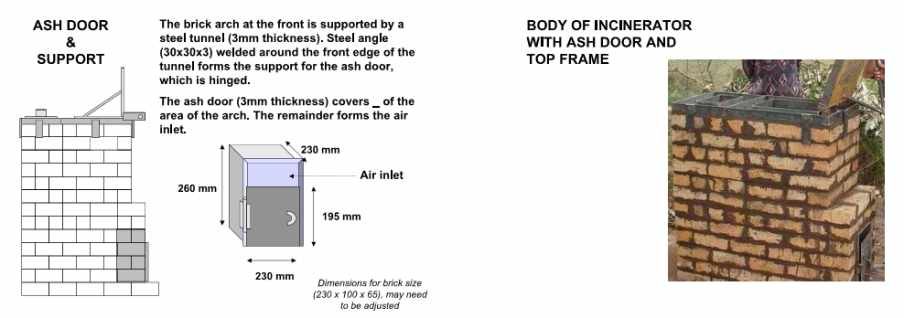 ASH DOOR
&
SUPPORT
The brick arch at the front is supported by a
steel tunnel (3mm thickness). Steel angle
(30x30x3) welded around the front edge of the
tunnel forms the support for the ash door,
which is hinged.
The ash door (3mm thickness) covers _ of the
area of the arch. The remainder forms the air
inlet.
230 mm
Air inlet
260 mm
195 mm
230 mm
Dimensions for brick size
(230 x 100 x 65), may need
to be adjusted
BODY OF INCINERATOR
WITH ASH DOOR AND
TOP FRAME